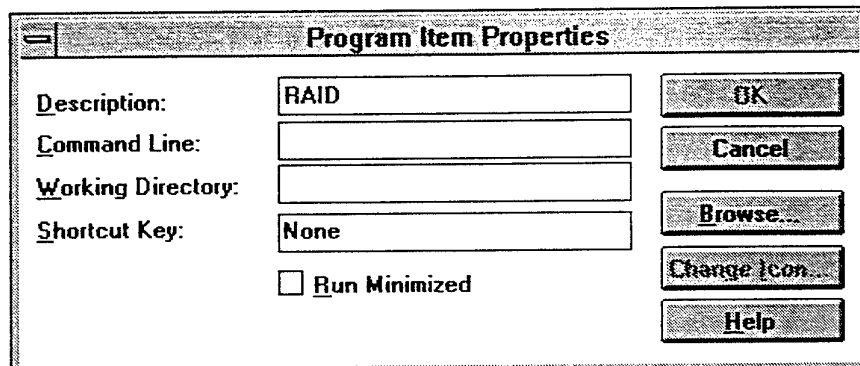 Program Item Properties
Description: RAID
Command Line:
Working Directory:
Shortcut Key: None
Run Minimized
OK
Cancel
Browse...
Change Icon...
Help